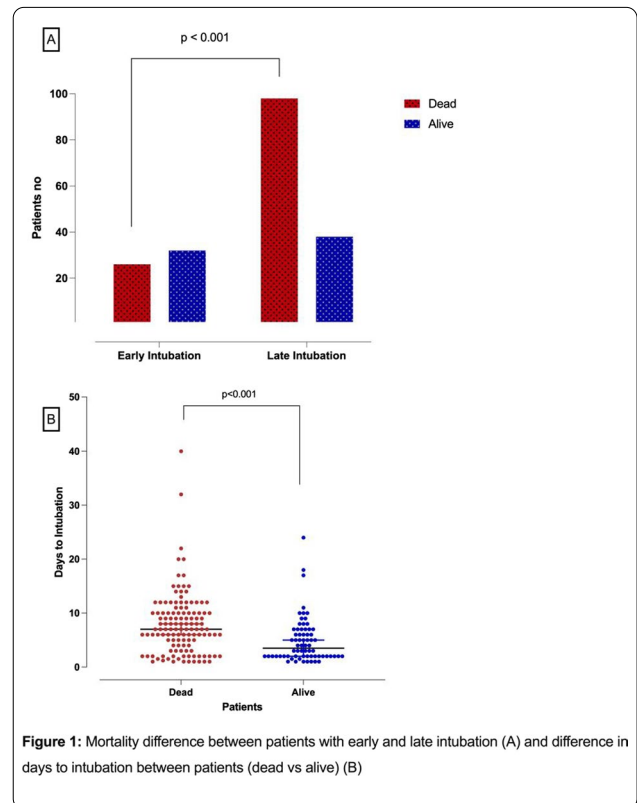 A
p < 0.001
Patients no
100
80
60
40
20
Dead
Alive
Early Intubation
Late Intubation
B
p<0.001
Days to Intubation
50
40
30
20
10
0
Dead
Alive
Patients
Figure 1: Mortality difference between patients with early and late intubation (A) and difference in
days to intubation between patients (dead vs alive) (B)